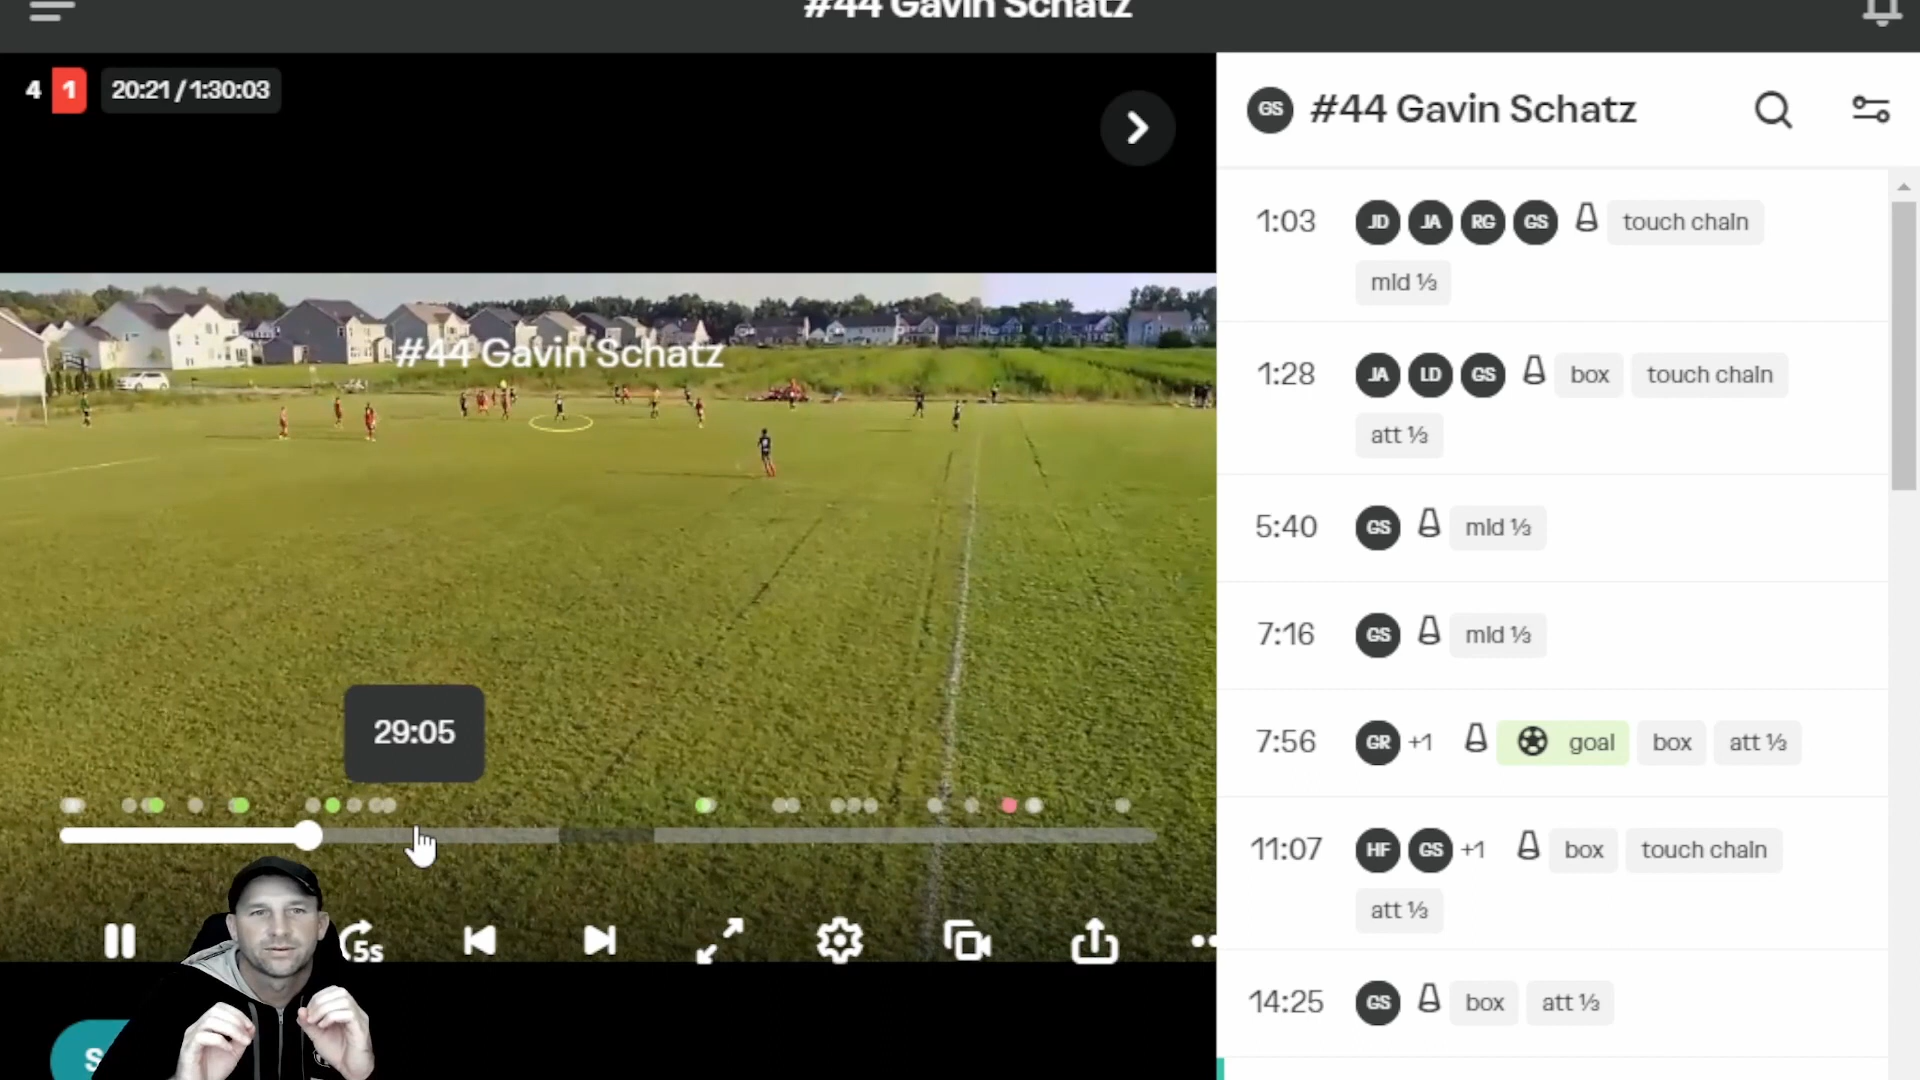 #44 Gavin Schatz
4 1 20:21 / 1:30:03
#44 Gavin Schatz
29:05
5s
S
GS #44 Gavin Schatz
1:03 JD JA RG GS touch chain
mid ⅓
1:28 JA LD GS box touch chain
att ⅓
5:40 GS mid ⅓
7:16 GS mid ⅓
7:56 GR +1 goal box att ⅓
11:07 HF GS +1 box touch chain
att ⅓
14:25 GS box att ⅓